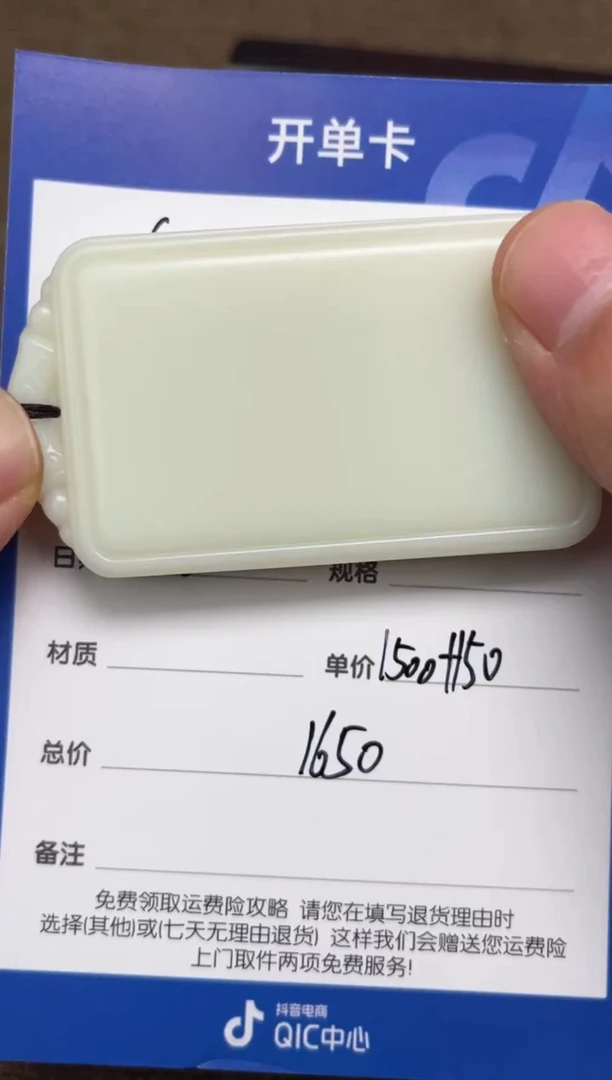 开单卡
规格
材质
单价 1500+150
总价 1650
备注
免费领取运费险攻略 请您在填写退货理由时
选择(其他)或(七天无理由退货) 这样我们会赠送您运费险
上门取件两项免费服务!
抖音电商
QIC中心